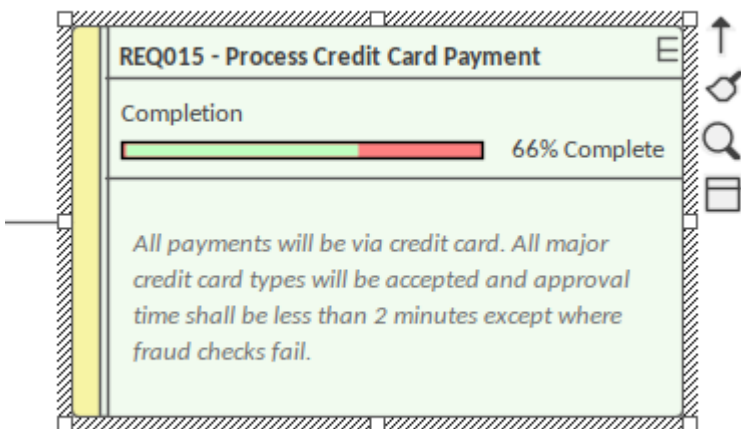 REQ015 - Process Credit Card Payment
E
Completion
66% Complete
All payments will be via credit card. All major
credit card types will be accepted and approval
time shall be less than 2 minutes except where
fraud checks fail.